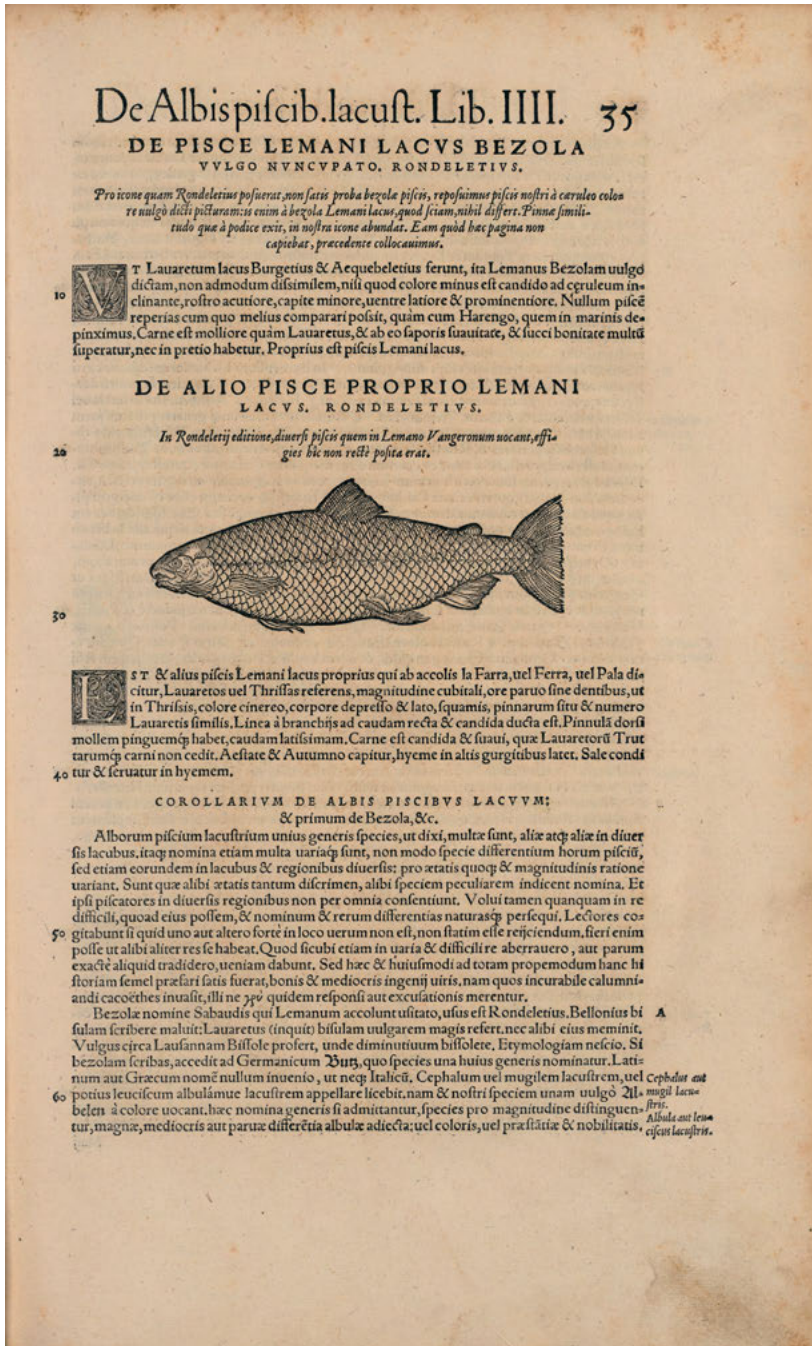 De Albis piſcib. lacuſt. Lib. IIII. 35
DE PISCE LEMANI LACVS BEZOLA
VVLGO NVNCVPATO. RONDELETIVS.
Pro icone quam Rondeletius poſuerat, non ſatis proba bezolæ piſcis, repoſuimus piſcis noſtri à cæruleo colo⸗
re uulgò dicti picturam: is enim à bezola Lemani lacus, quod ſciam, nihil differt. Pinnæ ſimili⸗
tudo quæ à podice exit, in noſtra icone abundat. Eam quòd hæc pagina non
capiebat, præcedente collocauimus.
VT Lauaretum lacus Burgetius & Aequebeletius ferunt, ita Lemanus Bezolam uulgò
10 dictam, non admodum diſsimilem, niſi quod colore minus eſt candido ad cęruleum in⸗
clinante, roſtro acutiore, capite minore, uentre latiore & prominentiore. Nullum piſcē
reperias cum quo melius comparari poſsit, quàm cum Harengo, quem in marinis de⸗
pinximus. Carne eſt molliore quàm Lauaretus, & ab eo ſaporis ſuauitate, & ſucci bonitate multū
ſuperatur, nec in pretio habetur. Proprius eſt piſcis Lemani lacus.
DE ALIO PISCE PROPRIO LEMANI
LACVS. RONDELETIVS.
In Rondeletij editione, diuerſi piſcis quem in Lemano Vangeronum uocant, effi⸗
20 gies hîc non rectè poſita erat.
30
EST & alius piſcis Lemani lacus proprius qui ab accolis la Farra, uel Ferra, uel Pala di⸗
citur, Lauaretos uel Thriſſas referens, magnitudine cubitali, ore paruo ſine dentibus, ut
in Thriſsis, colore cinereo, corpore depreſſo & lato, ſquamis, pinnarum ſitu & numero
Lauaretis ſimilis. Linea à branchijs ad caudam recta & candida ducta eſt. Pinnulā dorſi
mollem pinguemq́; habet, caudam latiſsimam. Carne eſt candida & ſuaui, quæ Lauaretorū Trut
tarumq́; carni non cedit. Aeſtate & Autumno capitur, hyeme in altis gurgitibus latet. Sale condi
40 tur & ſeruatur in hyemem.
COROLLARIVM DE ALBIS PISCIBVS LACVVM:
& primum de Bezola, &c.
Alborum piſcium lacuſtrium unius generis ſpecies, ut dixi, multæ ſunt, aliæ atq; aliæ in diuer
ſis lacubus. itaq; nomina etiam multa uariaq́; ſunt, non modo ſpecie differentium horum piſciū,
ſed etiam eorundem in lacubus & regionibus diuerſis: pro ætatis quoq; & magnitudinis ratione
uariant. Sunt quæ alibi ætatis tantum diſcrimen, alibi ſpeciem peculiarem indicent nomina. Et
ipſi piſcatores in diuerſis regionibus non per omnia conſentiunt. Volui tamen quanquam in re
difficili, quoad eius poſſem, & nominum & rerum differentias naturasq́; perſequi. Lectores co⸗
50 gitabunt ſi quid uno aut altero fortè in loco uerum non eſt, non ſtatim eſſe reijciendum. fieri enim
poſſe ut alibi aliter res ſe habeat. Quod ſicubi etiam in uaria & difficili re aberrauero, aut parum
exactè aliquid tradidero, ueniam dabunt. Sed hæc & huiuſmodi ad totam propemodum hanc hi
ſtoriam ſemel præfari ſatis fuerat, bonis & mediocris ingenij uiris. nam quos incurabile calumni⸗
andi cacoëthes inuaſit, illi ne γρύ quidem reſponſi aut excuſationis merentur.
Bezolæ nomine Sabaudis qui Lemanum accolunt uſitato, uſus eſt Rondeletius. Bellonius bi A
ſulam ſcribere maluit: Lauaretus (inquit) biſulam uulgarem magis refert. nec alibi eius meminit.
Vulgus circa Lauſannam Biſſole profert, unde diminutiuum biſſolete. Etymologiam neſcio. Si
bezolam ſcribas, accedit ad Germanicum Butz, quo ſpecies una huius generis nominatur. Lati⸗
num aut Græcum nomē nullum inuenio, ut neq; Italicū. Cephalum uel mugilem lacuſtrem, uel
60 potius leuciſcum albulámue lacuſtrem appellare licebit. nam & noſtri ſpeciem unam uulgò Al⸗
belen à colore uocant. hæc nomina generis ſi admittantur, ſpecies pro magnitudine diſtinguen⸗
tur, magnæ, mediocris aut paruæ differētia albulæ adiecta: uel coloris, uel præſtātiæ & nobilitatis.
Cephalus aut
mugil lacu⸗
ſtris.
Albula aut leu⸗
ciſcus lacuſtris.